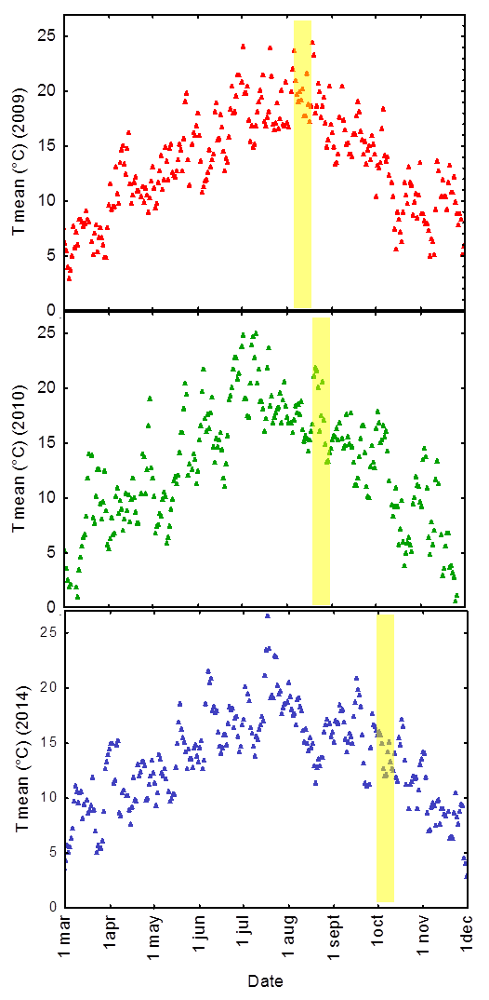 25
20
15
10
5
0
T mean (°C) (2009)
25
20
15
10
5
0
T mean (°C) (2010)
25
20
15
10
5
0
T mean (°C) (2014)
1 mar
1apr
1 may
1 jun
1 jul
1 aug
1 sept
1oct
1 nov
1dec
Date